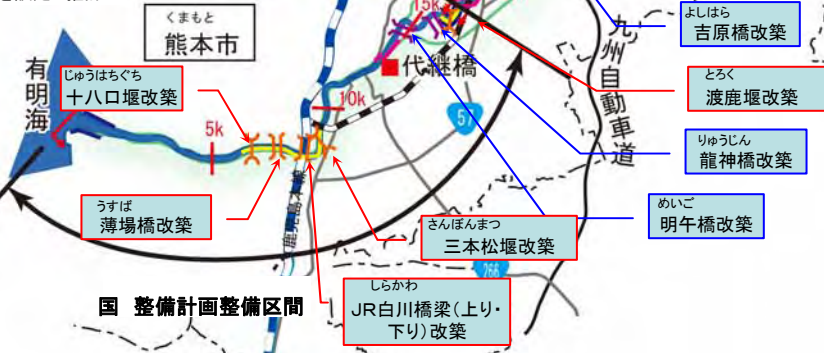 くまもと
熊本市
15k
よしはら
吉原橋改築
九州自動車道
代継橋
とろく
渡鹿堰改築
有明海
じゅうはちぐち
十八口堰改築
10k
57
5k
りゅうじん
龍神橋改築
うすば
薄場橋改築
鹿児島本線
さんぼんまつ
三本松堰改築
めいご
明午橋改築
266
国 整備計画整備区間
しらかわ
JR白川橋梁(上り・
下り)改築